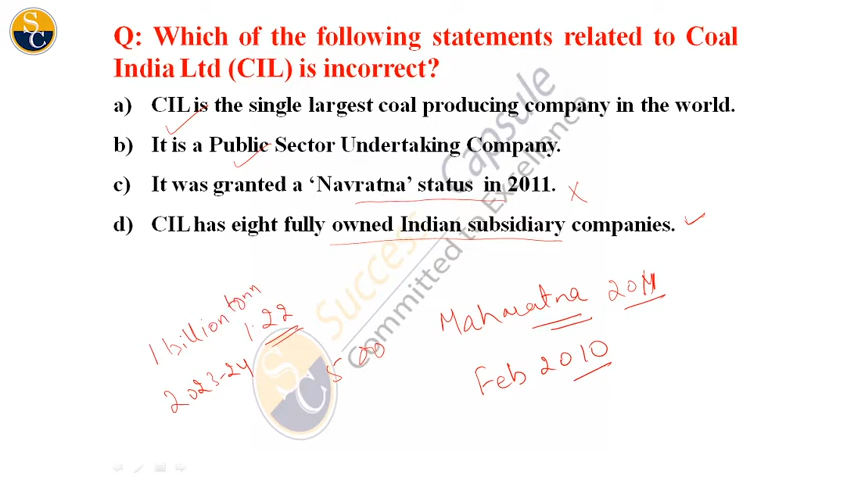 SC
Q: Which of the following statements related to Coal
India Ltd (CIL) is incorrect?
a) CIL is the single largest coal producing company in the world.
b) It is a Public Sector Undertaking Company.
c) It was granted a ‘Navratna’ status in 2011.
d) CIL has eight fully owned Indian subsidiary companies.
Success Capsule
Committed to Excellence
1 billion tonn
1.22
2023-24
500
Maharatna 2011
Feb 2010
SC